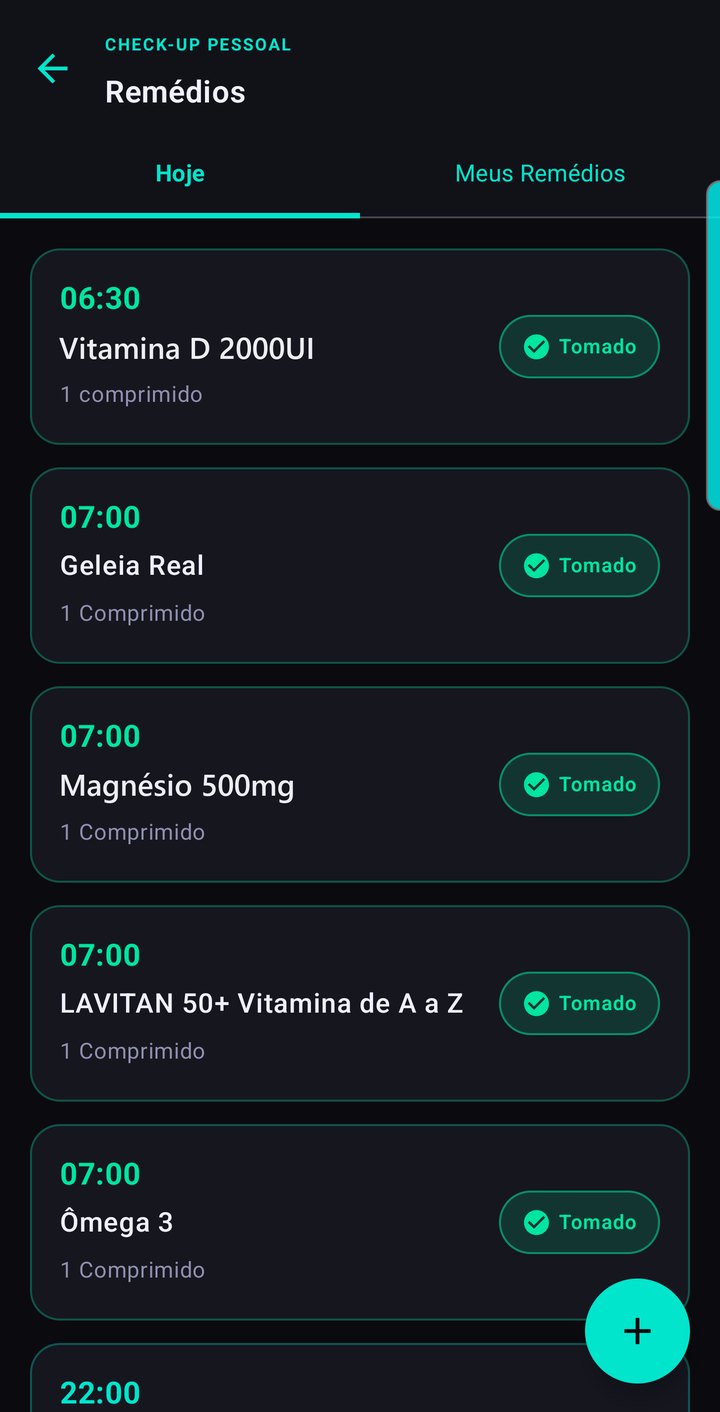 CHECK-UP PESSOAL
Remédios
Hoje
Meus Remédios
06:30
Vitamina D 2000UI
1 comprimido
Tomado
07:00
Geleia Real
1 Comprimido
Tomado
07:00
Magnésio 500mg
1 Comprimido
Tomado
07:00
LAVITAN 50+ Vitamina de A a Z
1 Comprimido
Tomado
07:00
Ômega 3
1 Comprimido
Tomado
22:00